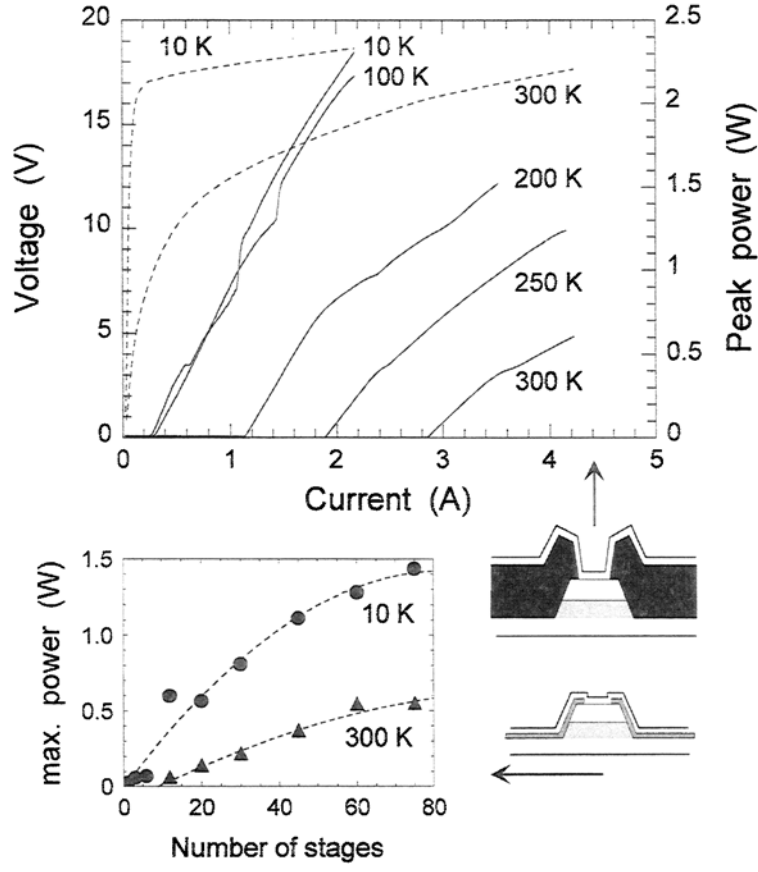 20
2.5
10 K
10 K
100 K
300 K
15
2
200 K
1.5
10
250 K
1
5
0.5
300 K
0
0
0
1
2
3
4
5
Voltage (V)
Peak power (W)
Current (A)
1.5
1.0
0.5
0
10 K
300 K
0
20
40
60
80
max. power (W)
Number of stages